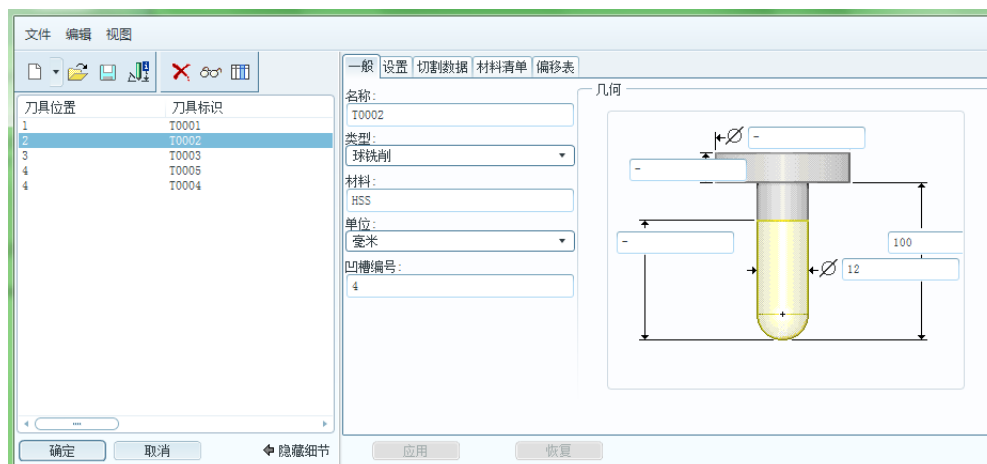 文件 编辑 视图
一般 设置 切割数据 材料清单 偏移表
刀具位置 刀具标识
1 T0001
2 T0002
3 T0003
4 T0005
4 T0004
名称:
T0002
类型:
球铣削
材料:
HSS
单位:
毫米
凹槽编号:
4
几何
-
-
-
100
12
确定 取消 隐藏细节 应用 恢复